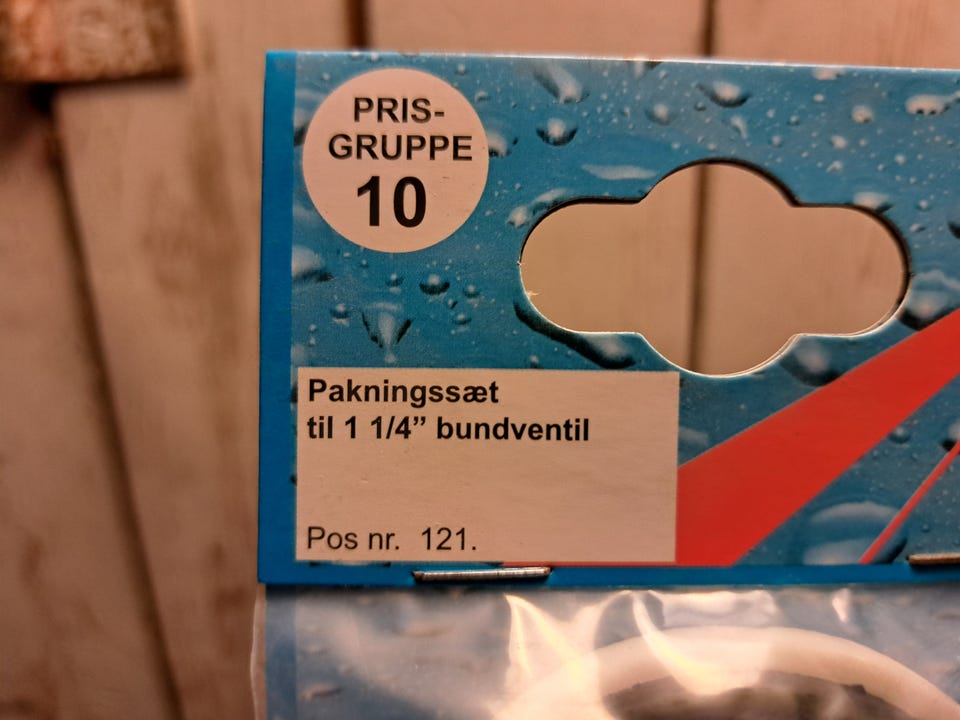 PRIS-
GRUPPE
10
Pakningssæt
til 1 1/4” bundventil
Pos nr. 121.